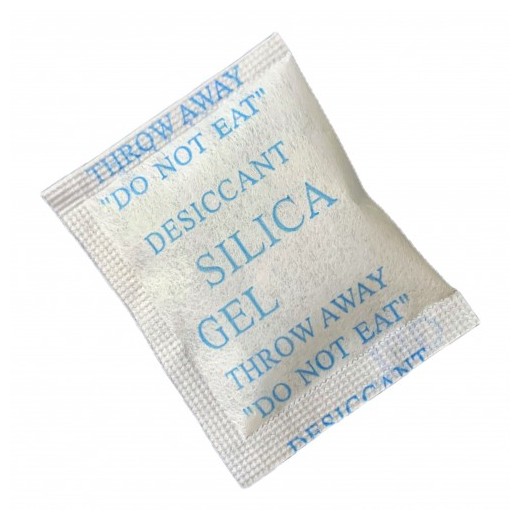 THROW AWAY
"DO NOT EAT"
DESICCANT
SILICA
GEL
THROW AWAY
"DO NOT EAT"
DESICCANT